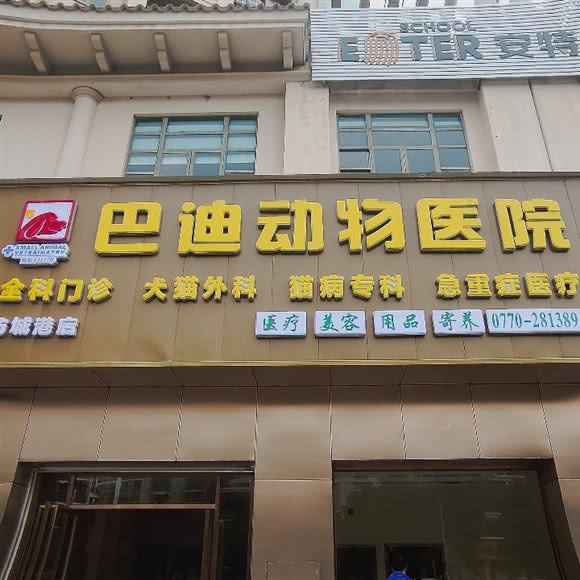 SCHOOL
ENTER 安特
巴迪动物医院
SMALL ANIMAL
VETERINATRY
全科门诊 犬猫外科 猫病专科 急重症医疗
城港店
医疗 美容 用品 寄养 0770-281389